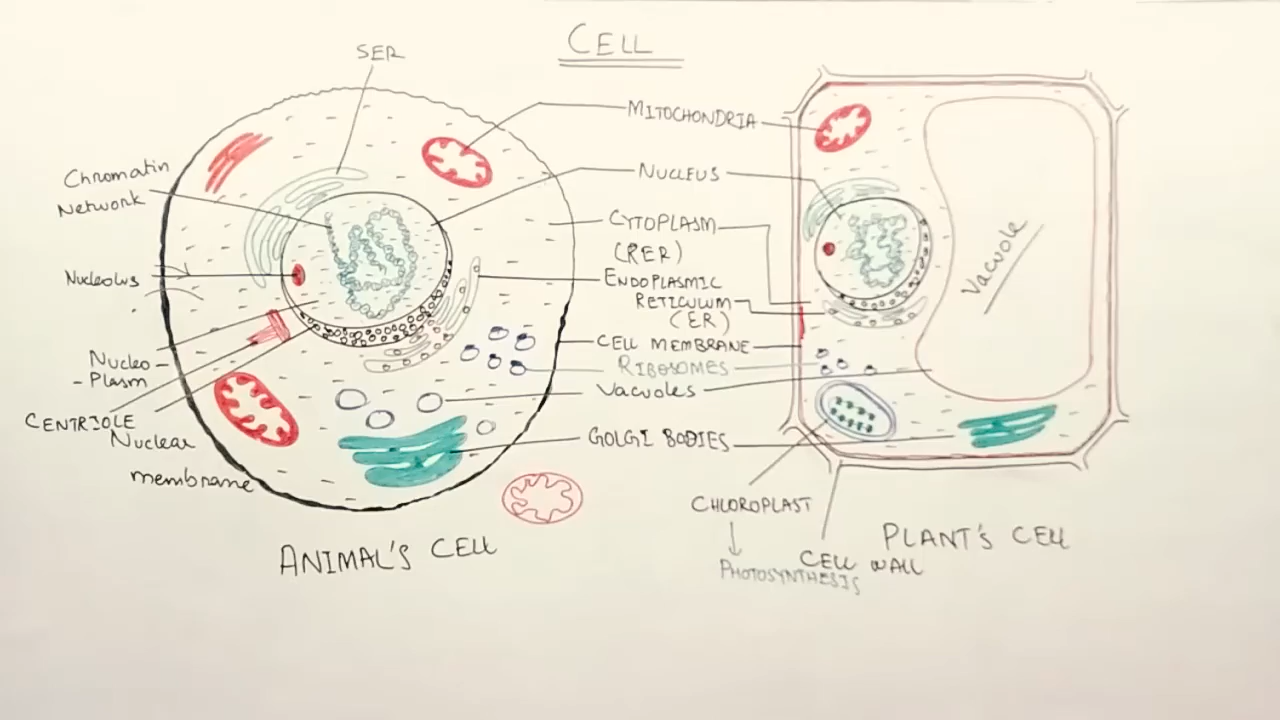 CELL
SER
Chromatin
Network
Nucleolus
Nucleo-
-Plasm
CENTRIOLE
Nuclear
membrane
MITOCHONDRIA
NUCLEUS
CYTOPLASM
(RER)
ENDOPLASMIC
RETICULUM
(ER)
CELL MEMBRANE
RIBOSOMES
Vacuoles
GOLGI BODIES
Vacuole
CHLOROPLAST
PHOTOSYNTHESIS
CELL WALL
ANIMAL'S CELL
PLANT'S CELL